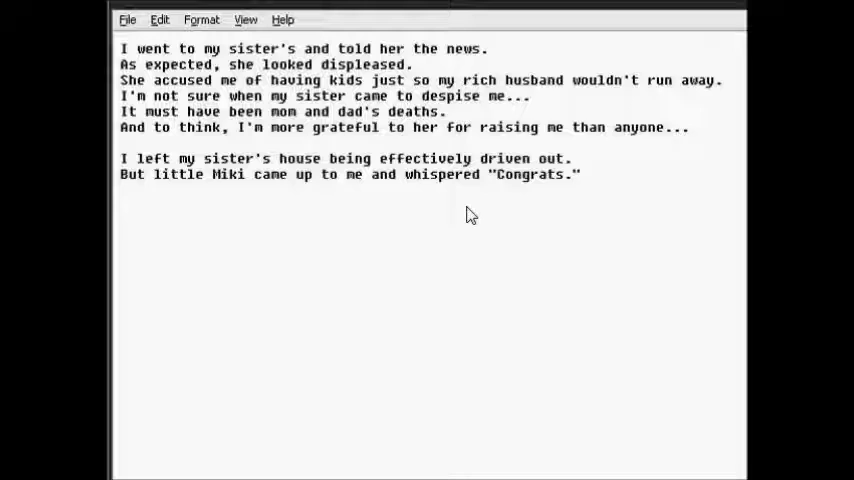 File Edit Format View Help
I went to my sister's and told her the news.
As expected, she looked displeased.
She accused me of having kids just so my rich husband wouldn't run away.
I'm not sure when my sister came to despise me...
It must have been mom and dad's deaths.
And to think, I'm more grateful to her for raising me than anyone...
I left my sister's house being effectively driven out.
But little Miki came up to me and whispered "Congrats."